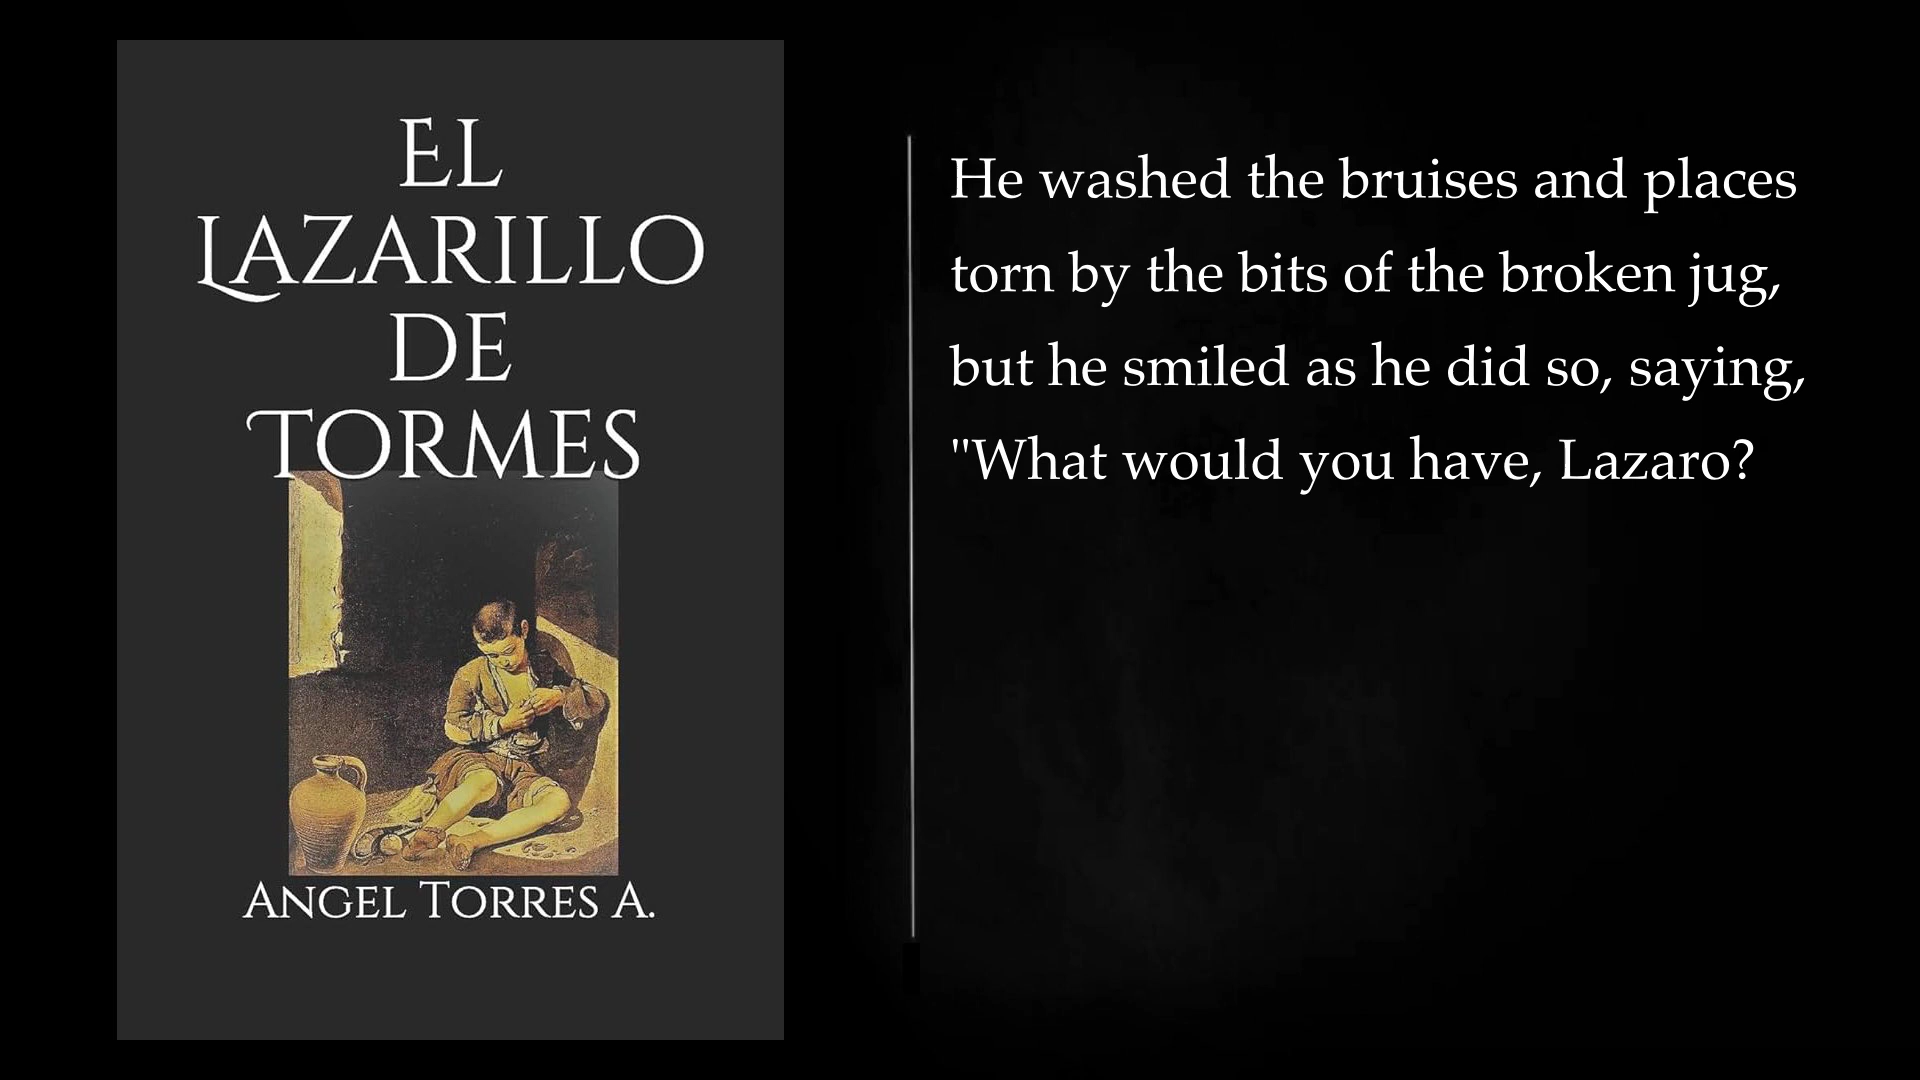 El
Lazarillo
de
Tormes
Angel Torres A.
He washed the bruises and places
torn by the bits of the broken jug,
but he smiled as he did so, saying,
"What would you have, Lazaro?